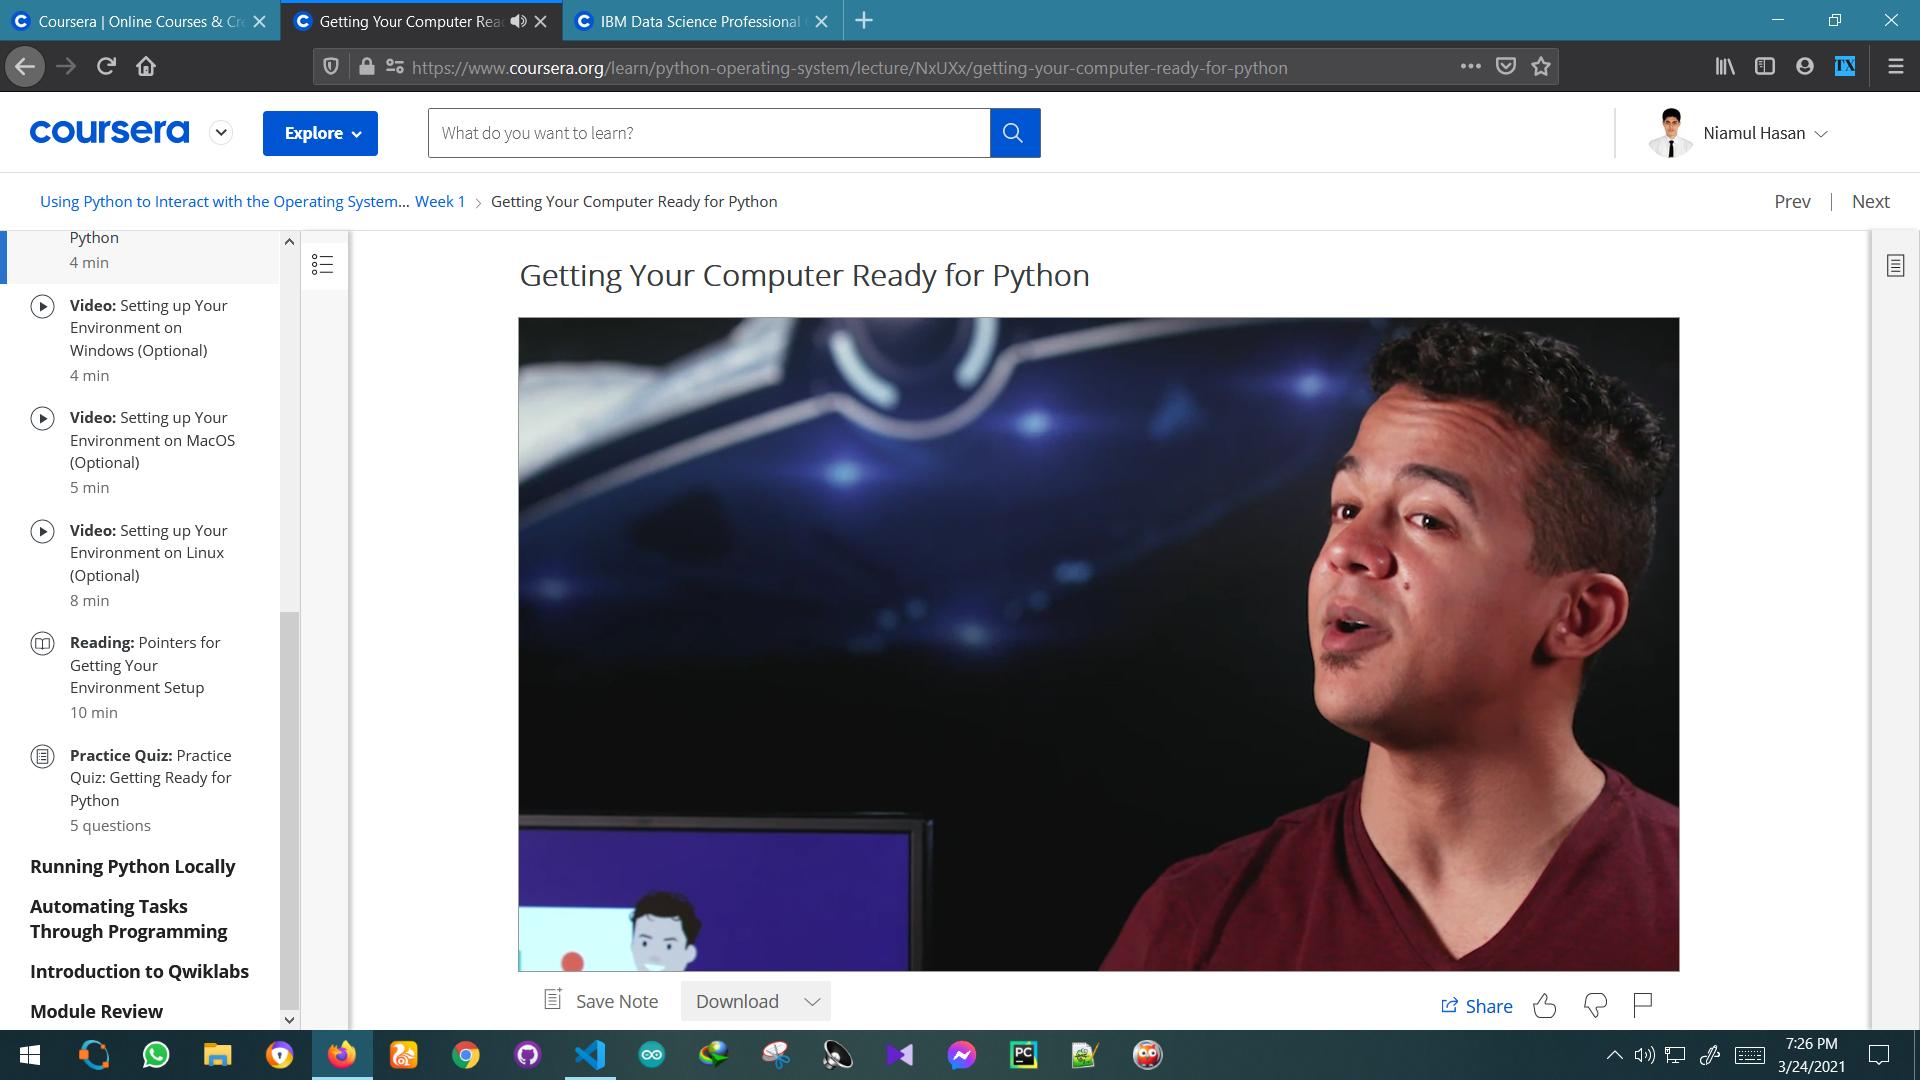 Coursera | Online Courses & Cre
Getting Your Computer Rea
IBM Data Science Professional
https://www.coursera.org/learn/python-operating-system/lecture/NxUXx/getting-your-computer-ready-for-python
TX
coursera
Explore
What do you want to learn?
Niamul Hasan
Using Python to Interact with the Operating System... Week 1 > Getting Your Computer Ready for Python
Prev | Next
Python
4 min
Video: Setting up Your
Environment on
Windows (Optional)
4 min
Video: Setting up Your
Environment on MacOS
(Optional)
5 min
Video: Setting up Your
Environment on Linux
(Optional)
8 min
Reading: Pointers for
Getting Your
Environment Setup
10 min
Practice Quiz: Practice
Quiz: Getting Ready for
Python
5 questions
Running Python Locally
Automating Tasks
Through Programming
Introduction to Qwiklabs
Module Review
Getting Your Computer Ready for Python
Save Note
Download
Share
PC
7:26 PM
3/24/2021